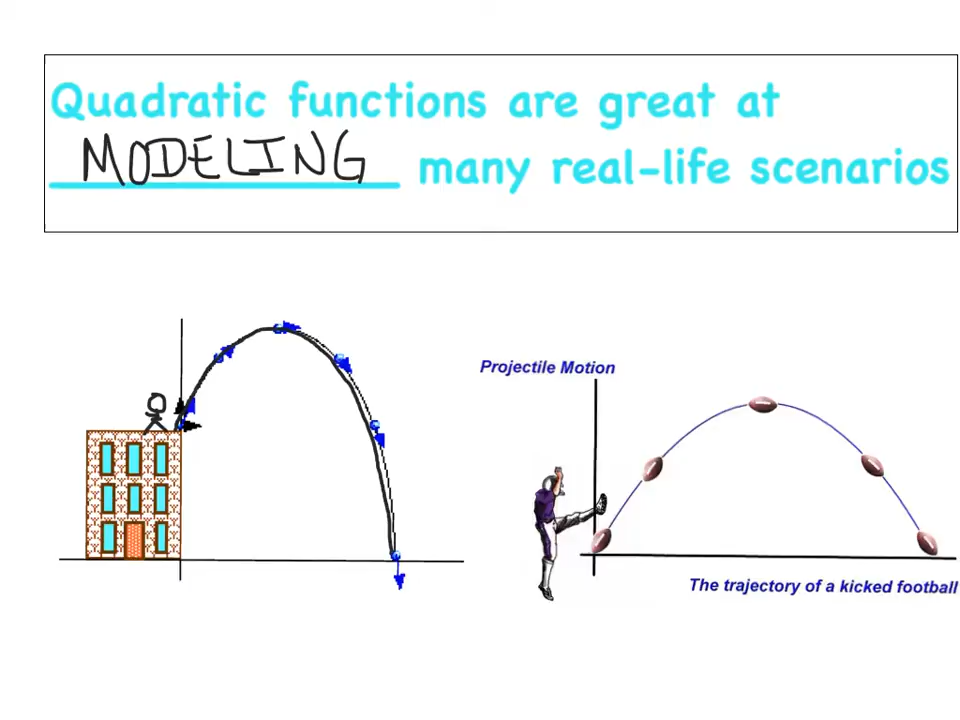 Quadratic functions are great at
MODELING many real-life scenarios
Projectile Motion
The trajectory of a kicked football